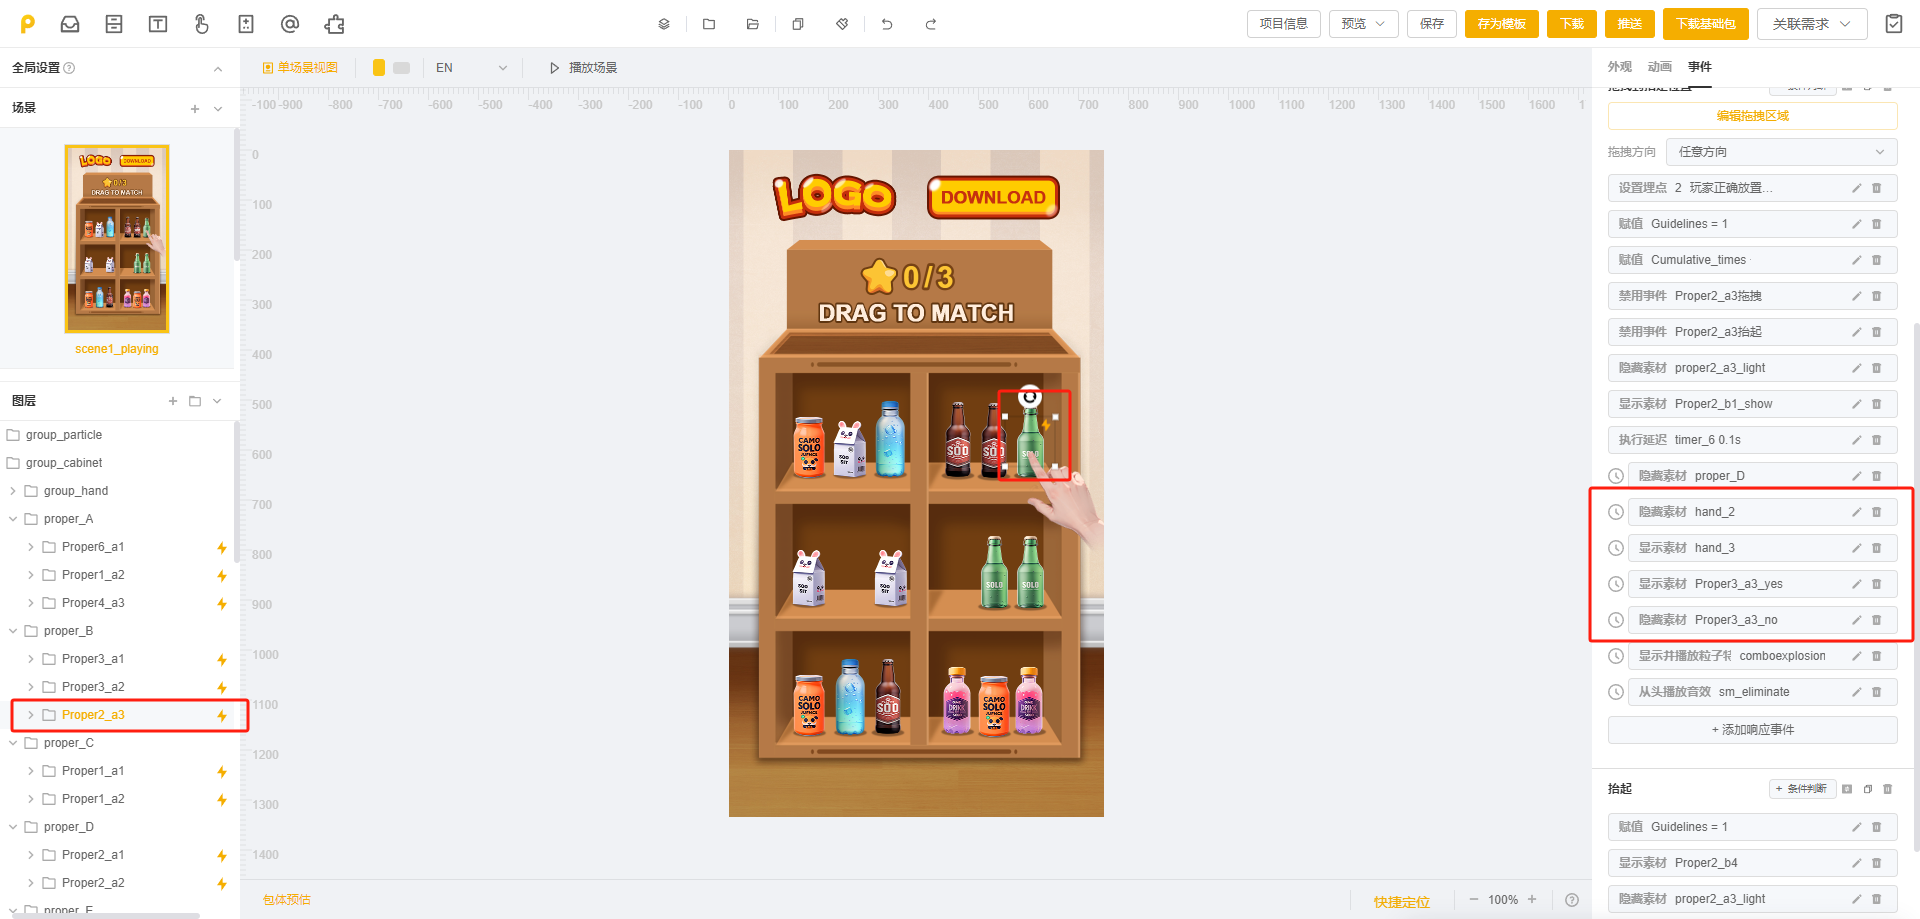 项目信息
预览
保存
存为模板
下载
推送
下载基础包
关联需求
全局设置
单场景视图
EN
播放场景
外观
动画
事件
场景
-100 -900 -800 -700 -600 -500 -400 -300 -200 -100 0 100 200 300 400 500 600 700 800 900 1000 1100 1200 1300 1400 1500 1600
scene1_playing
图层
group_particle
group_cabinet
group_hand
proper_A
Proper6_a1
Proper1_a2
Proper4_a3
proper_B
Proper3_a1
Proper3_a2
Proper2_a3
proper_C
Proper1_a1
Proper1_a2
proper_D
Proper2_a1
Proper2_a2
0
100
200
300
400
500
600
700
800
900
1000
1100
1200
1300
1400
LOGO
DOWNLOAD
0/3
DRAG TO MATCH
CAMO SOLO
SOO SIT
SOO
SOLO
包体预估
快捷定位
100%
编辑拖拽区域
拖拽方向 任意方向
设置埋点 2 玩家正确放置...
赋值 Guidelines = 1
赋值 Cumulative_times
禁用事件 Proper2_a3拖拽
禁用事件 Proper2_a3抬起
隐藏素材 proper2_a3_light
显示素材 Proper2_b1_show
执行延迟 timer_6 0.1s
隐藏素材 proper_D
隐藏素材 hand_2
显示素材 hand_3
显示素材 Proper3_a3_yes
隐藏素材 Proper3_a3_no
显示并播放粒子特 comboexplosion
从头播放音效 sm_eliminate
+ 添加响应事件
抬起
+ 条件判断
赋值 Guidelines = 1
显示素材 Proper2_b4
隐藏素材 proper2_a3_light